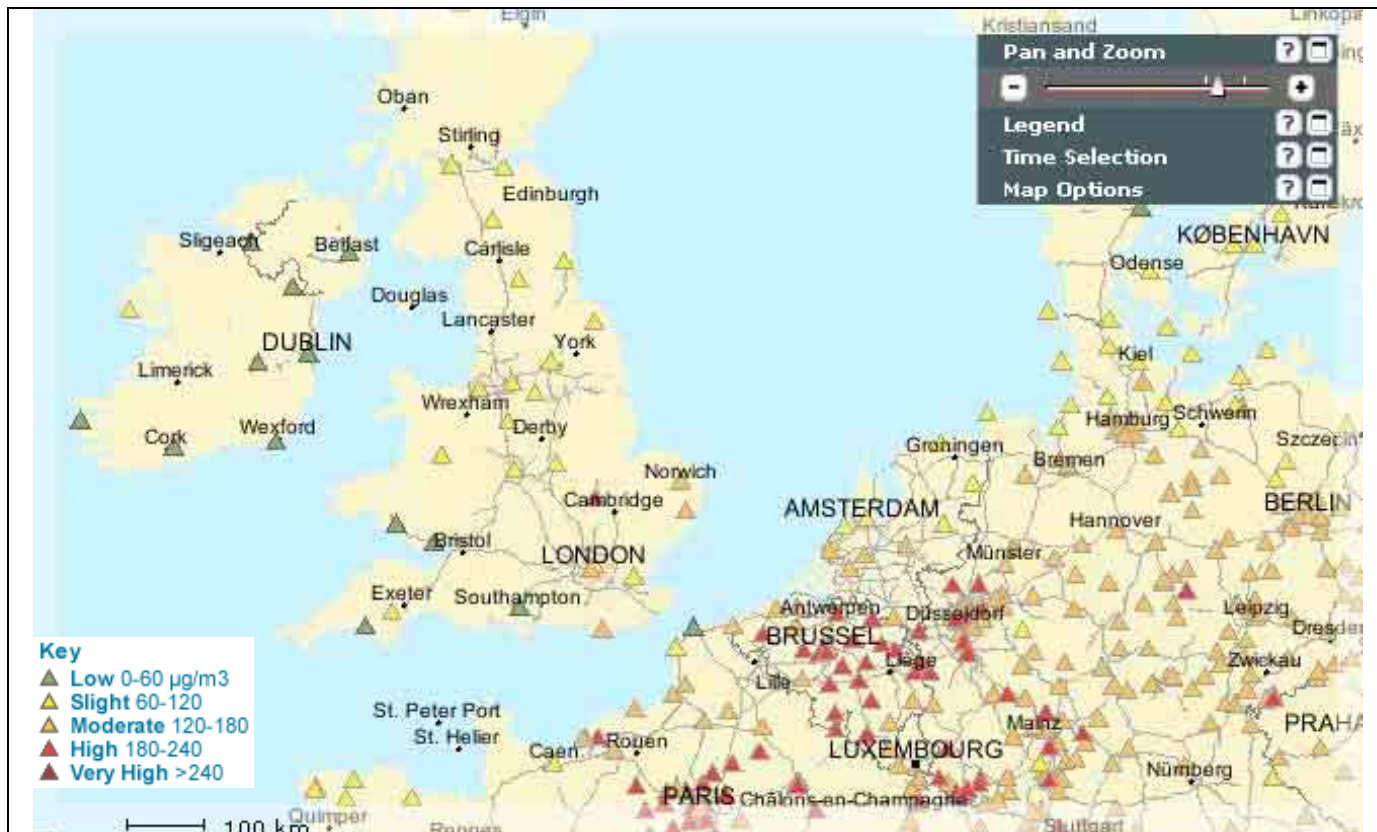 Elgin
Kristiansand
Pan and Zoom ?
Oban
- +
Stirling
Legend ?
Time Selection ?
Edinburgh
Map Options ?
Sligeach
Belfast
Carlisle
KØBENHAVN
Odense
Douglas
Lancaster
DUBLIN
York
Kiel
Limerick
Wrexham
Hamburg
Schwerin
Cork
Wexford
Derby
Groningen
Szczecin
Bremen
Norwich
Cambridge
AMSTERDAM
BERLIN
Hannover
Bristol
LONDON
Münster
Exeter
Southampton
Antwerpen
Düsseldorf
Leipzig
BRUSSEL
Dresden
Key
Low 0-60 µg/m3
Liège
Zwickau
Slight 60-120
Lille
Moderate 120-180
St. Peter Port
Mainz
PRAHA
High 180-240
St. Helier
Caen
Rouen
LUXEMBOURG
Very High >240
Nürnberg
PARIS
Châlons-en-Champagne
Quimper
100 km
Rennes
Stuttgart